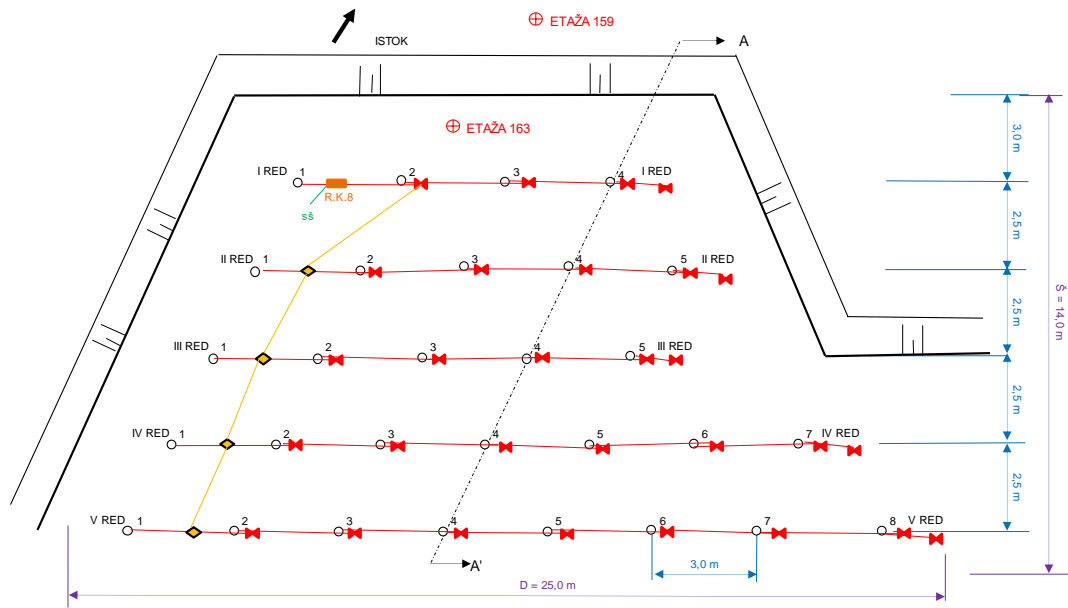 ETAŽA 159
ISTOK
A
ETAŽA 163
3,0 m
I RED 1 2 3 4 I RED
R.K.8
sš
2,5 m
II RED 1 2 3 4 5 II RED
2,5 m
Š = 14,0 m
III RED 1 2 3 4 5 III RED
2,5 m
IV RED 1 2 3 4 5 6 7 IV RED
2,5 m
V RED 1 2 3 4 5 6 7 8 V RED
A'
3,0 m
D = 25,0 m